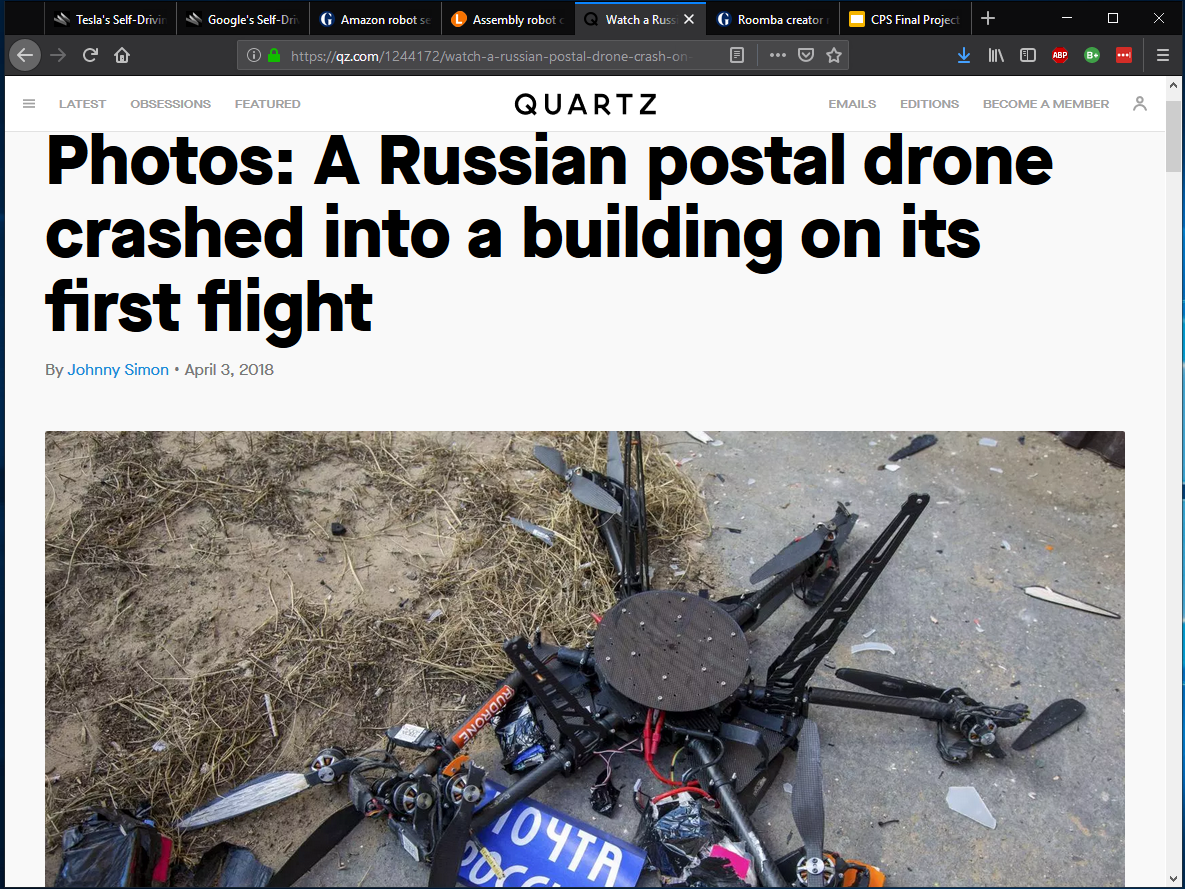 Tesla's Self-Drivin
Google's Self-Driv
Amazon robot se
Assembly robot c
Watch a Russi
Roomba creator
CPS Final Project
https://qz.com/1244172/watch-a-russian-postal-drone-crash-on-
ABP
B+
LATEST OBSESSIONS FEATURED QUARTZ EMAILS EDITIONS BECOME A MEMBER
Photos: A Russian postal drone
crashed into a building on its
first flight
By Johnny Simon • April 3, 2018
RUDRONE
ПОЧТА
РОССИ